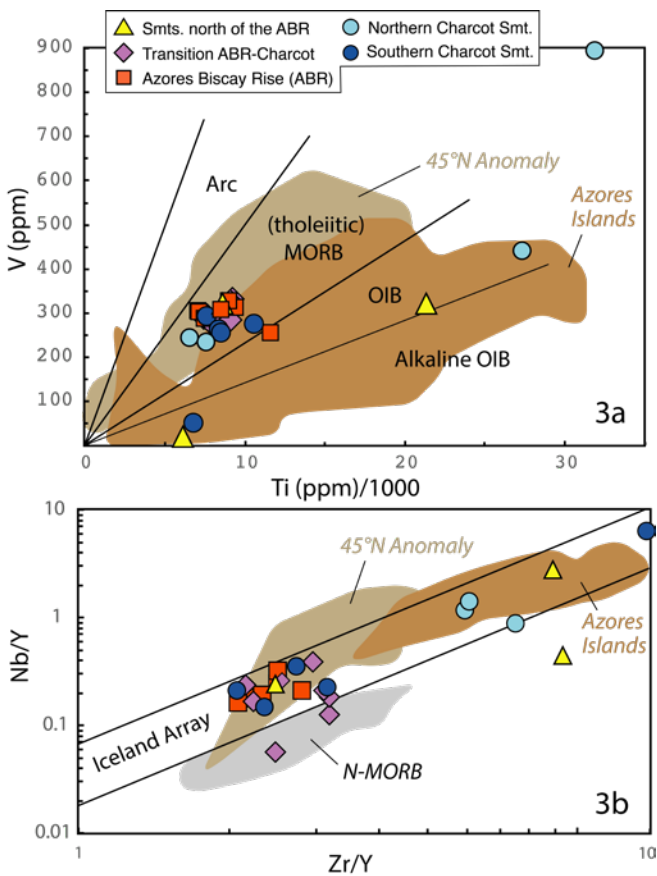 Smts. north of the ABR
Northern Charcot Smt.
Transition ABR-Charcot
Southern Charcot Smt.
Azores Biscay Rise (ABR)
900
800
700
600
500
400
300
200
100
V (ppm)
Arc
45°N Anomaly
(tholeiitic)
MORB
Azores
Islands
OIB
Alkaline OIB
3a
0
10
20
30
Ti (ppm)/1000
10
1
0.1
0.01
Nb/Y
45°N Anomaly
Azores
Islands
Iceland Array
N-MORB
3b
1
10
Zr/Y